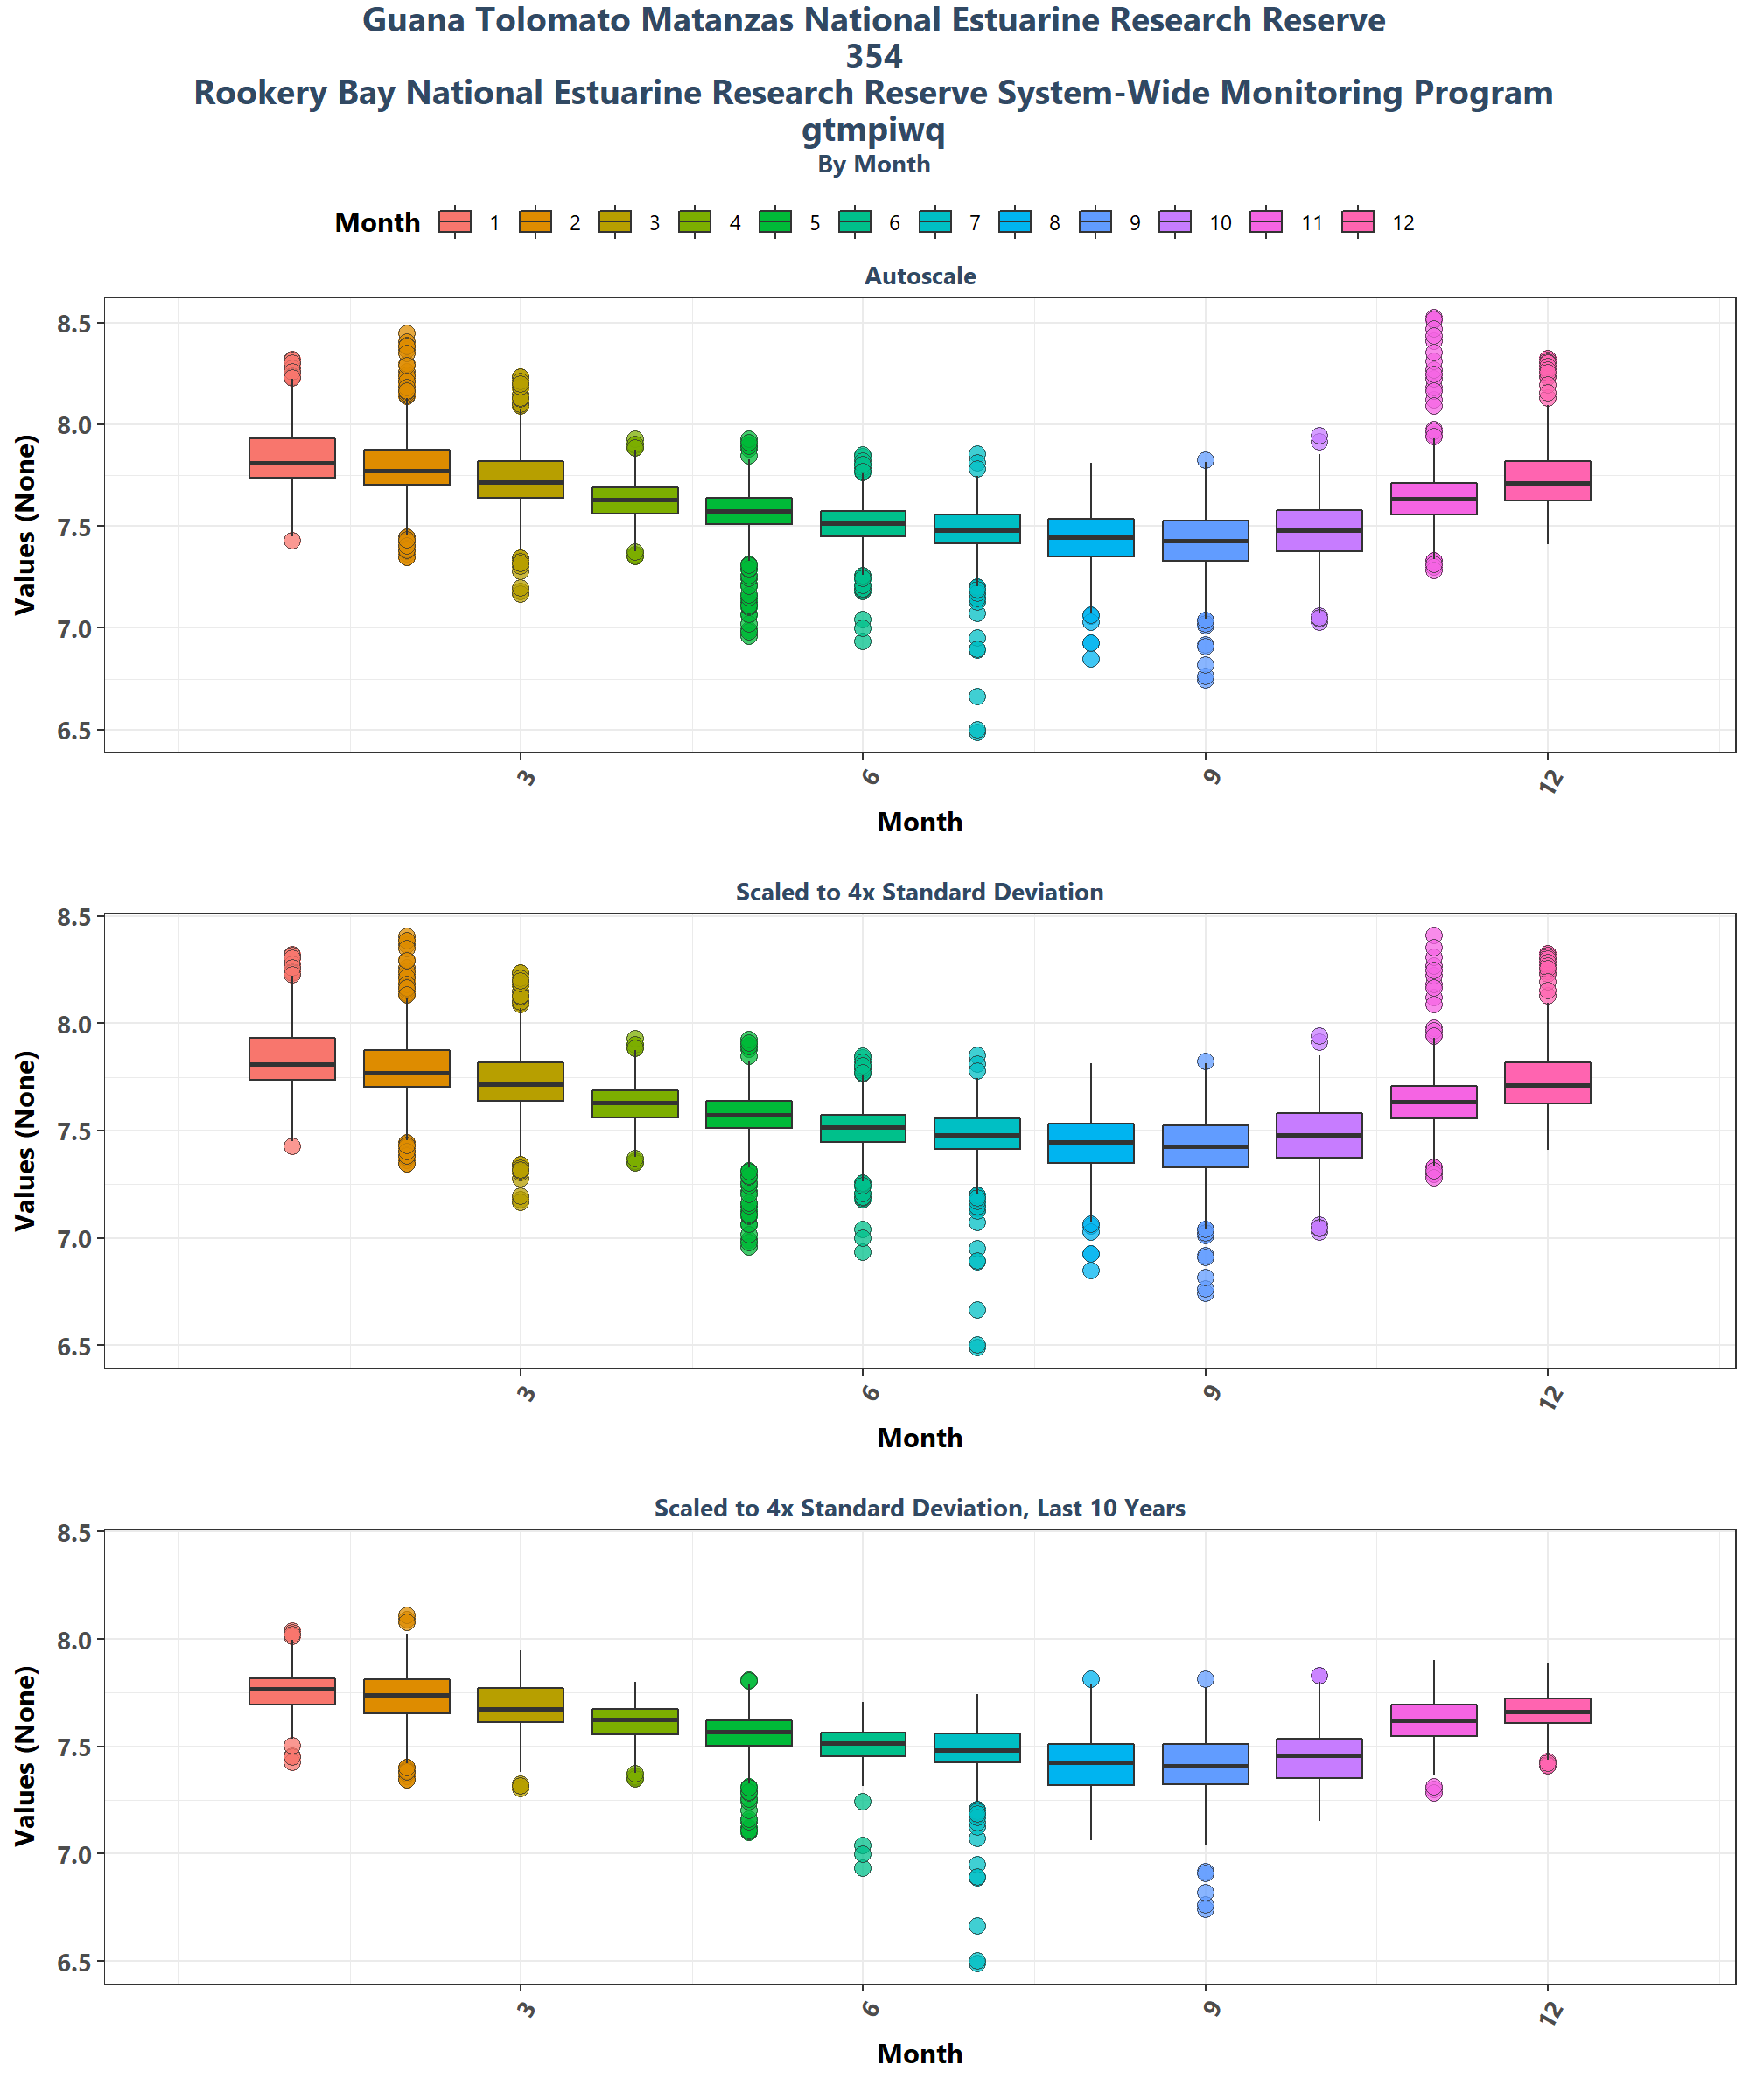 Guana Tolomato Matanzas National Estuarine Research Reserve
354
Rookery Bay National Estuarine Research Reserve System-Wide Monitoring Program
gtmpiwq
By Month
Month 1 2 3 4 5 6 7 8 9 10 11 12
Autoscale
Values (None)
8.5
8.0
7.5
7.0
6.5
3 6 9 12
Month
Scaled to 4x Standard Deviation
Values (None)
8.5
8.0
7.5
7.0
6.5
3 6 9 12
Month
Scaled to 4x Standard Deviation, Last 10 Years
Values (None)
8.5
8.0
7.5
7.0
6.5
3 6 9 12
Month